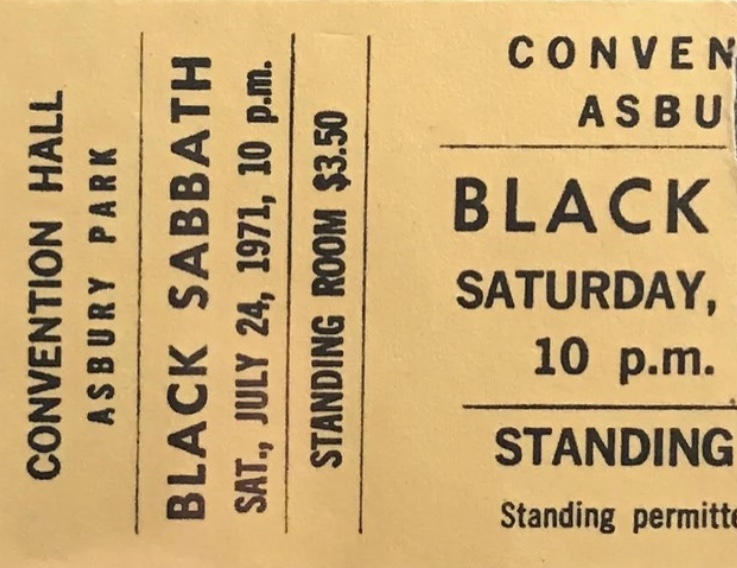 CONVENTION HALL
ASBURY PARK
BLACK SABBATH
SAT., JULY 24, 1971, 10 p.m.
STANDING ROOM $3.50
CONVEN
ASBU
BLACK
SATURDAY,
10 p.m.
STANDING
Standing permitte